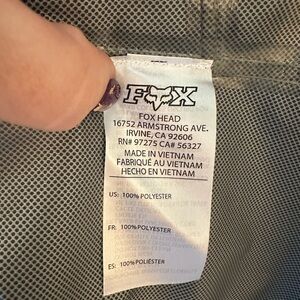 FOX
FOX HEAD
16752 ARMSTRONG AVE.
IRVINE, CA 92606
RN# 97275 CA# 56327
MADE IN VIETNAM
FABRIQUÉ AU VIETNAM
HECHO EN VIETNAM
US: 100% POLYESTER
FR: 100% POLYESTER
ES: 100% POLIÉSTER